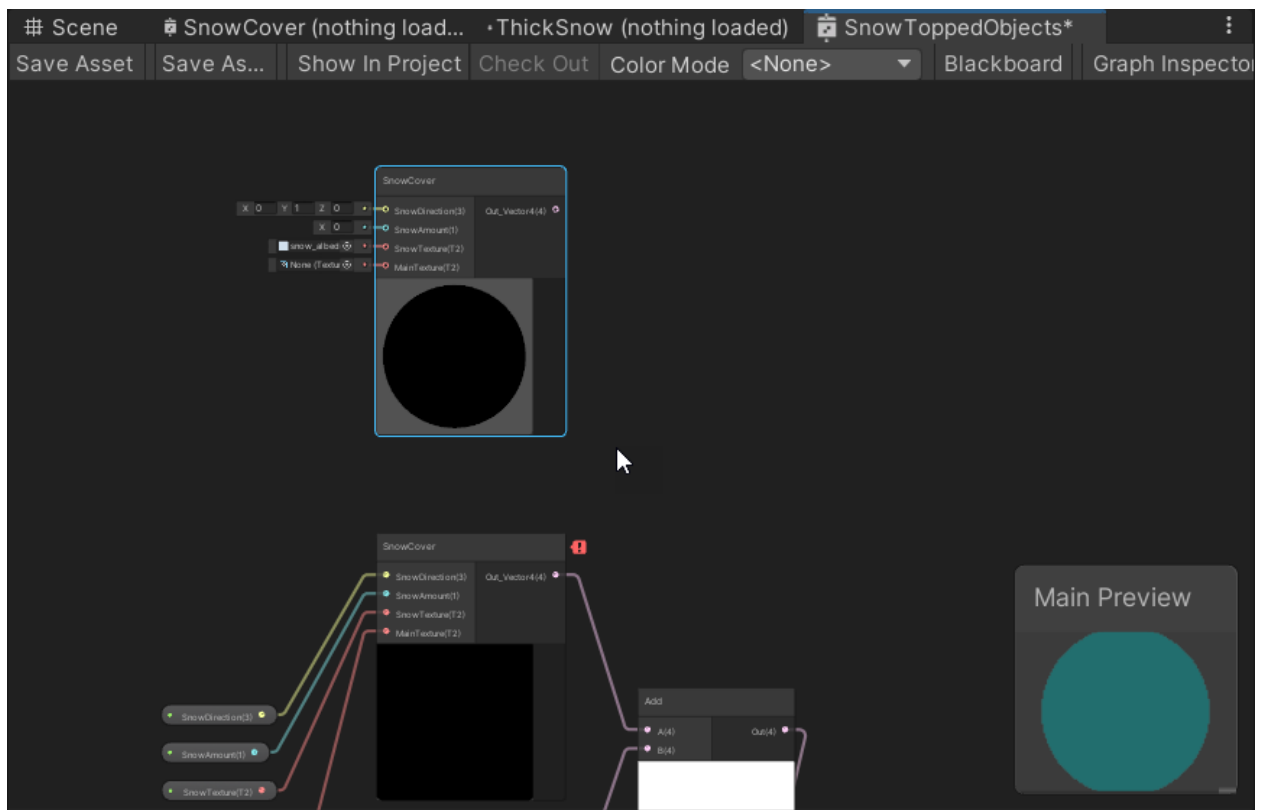 Scene SnowCover (nothing load... ThickSnow (nothing loaded) SnowToppedObjects*
Save Asset Save As... Show In Project Check Out Color Mode <None> Blackboard Graph Inspector
SnowCover
X 0 Y 1 Z 0 SnowDirection(3) Out_Vector4(4)
X 0 SnowAmount(1)
snow_albed SnowTexture(T2)
None (Textur MainTexture(T2)
SnowCover
SnowDirection(3) Out_Vector4(4)
SnowAmount(1)
SnowTexture(T2)
MainTexture(T2)
Main Preview
Add
SnowDirection(3)
A(4) Out(4)
B(4)
SnowAmount(1)
SnowTexture(T2)